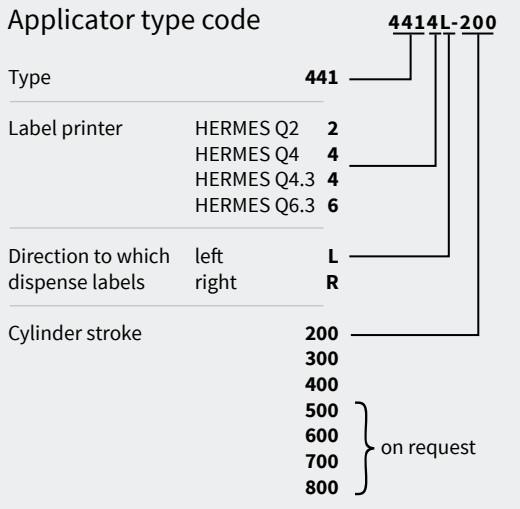 Applicator type code 4414L-200
Type 441
Label printer HERMES Q2 2
HERMES Q4 4
HERMES Q4.3 4
HERMES Q6.3 6
Direction to which left L
dispense labels right R
Cylinder stroke 200
300
400
500
600
on request
700
800